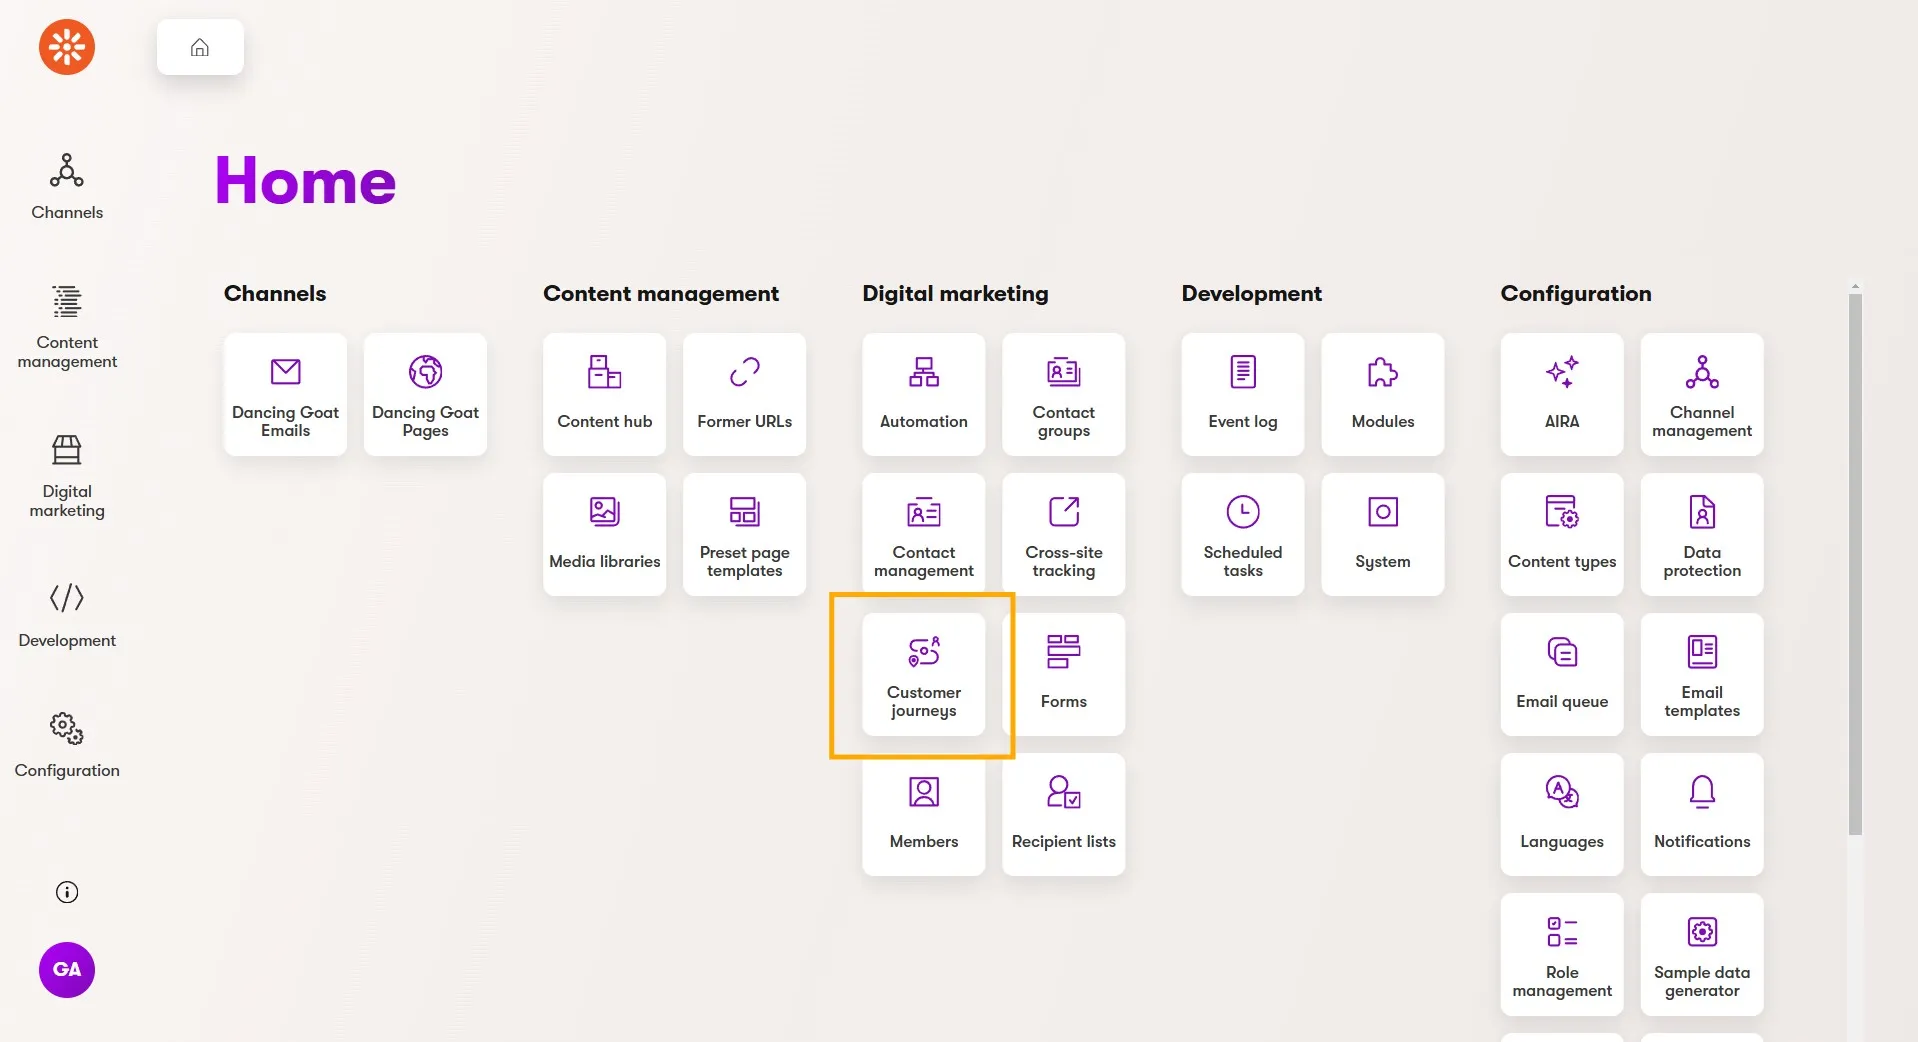 Channels
Content
management
Digital
marketing
Development
Configuration
GA
Home
Channels
Dancing Goat
Emails
Dancing Goat
Pages
Content management
Content hub
Former URLs
Media libraries
Preset page
templates
Digital marketing
Automation
Contact
groups
Contact
management
Cross-site
tracking
Customer
journeys
Forms
Members
Recipient lists
Development
Event log
Modules
Scheduled
tasks
System
Configuration
AIRA
Channel
management
Content types
Data
protection
Email queue
Email
templates
Languages
Notifications
Role
management
Sample data
generator